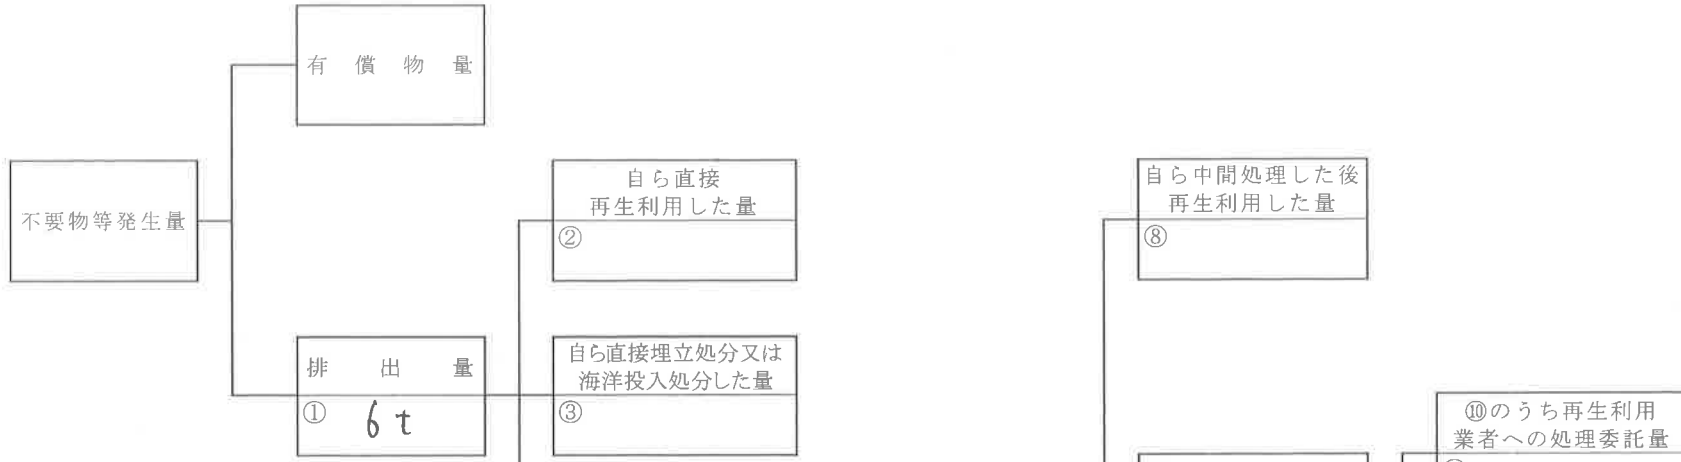 有償物量
不要物等発生量
自ら直接
再生利用した量
②
自ら中間処理した後
再生利用した量
⑧
排出量
① 6t
自ら直接埋立処分又は
海洋投入処分した量
③
⑩のうち再生利用
業者への処理委託量